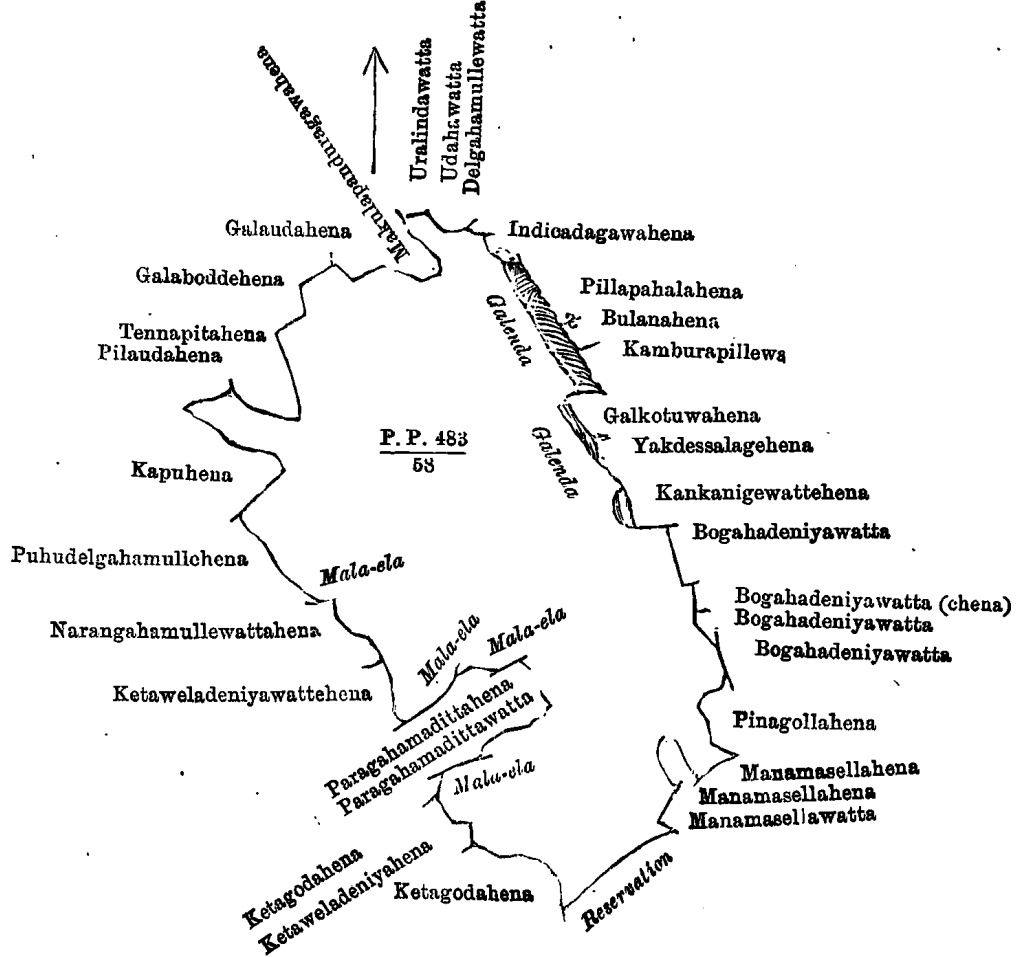 Makulapanduragawahena
Uralindawatta
Udahawatta
Delgahamullewatta
Galaudahena
Indicadagawahena
Galaboddehena
Pillapahalahena
Galenda
&
Bulanahena
Tennapitahena
Kamburapillewa
Pilaudahena
Galkotuwahena
P. P. 483
53
Galenda
Yakdessalagehena
Kapuhena
Kankanigewattehena
Bogahadeniyawatta
Puhudelgahamullehena
Mala-ela
Bogahadeniyawatta (chena)
Bogahadeniyawatta
Narangahamullewattahena
Mala-ela
Mala-ela
Bogahadeniyawatta
Ketaweladeniyawattehena
Paragahamadittahena
Paragahamadittawatta
Pinagollahena
Mala-ela
Manamasellahena
Manamasellahena
Manamasellawatta
Ketagodahena
Ketaweladeniyahena
Ketagodahena
Reservation